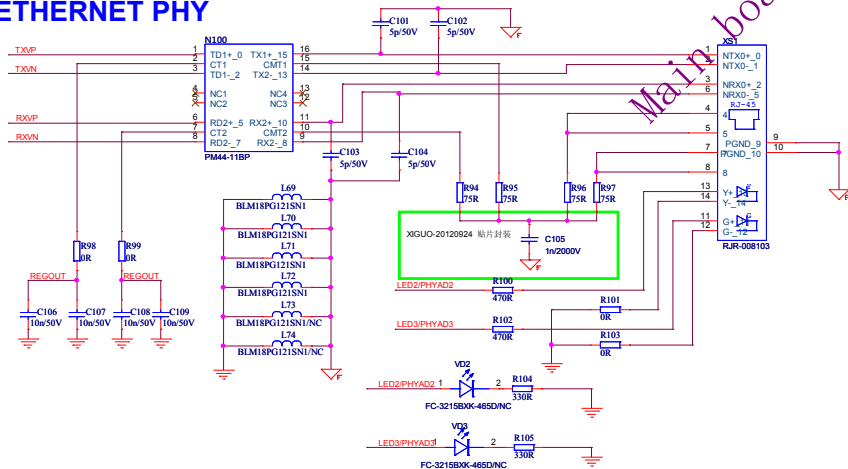 ETHERNET PHY
Main boa
C101
5p/50V
C102
5p/50V
F
N100
XS1
TXVP
1 TD1+_0 TX1+_15 16
2 CT1 CMT1 15
TXVN
3 TD1-_2 TX2-_13 14
4 NC1 NC4 13
NC2 NC3 12
RXVP
6 RD2+_5 RX2+_10 11
7 CT2 CMT2 10
RXVN
8 RD2-_7 RX2-_8 9
PM44-11BP
1 NTX0+_0
2 NTX0-_1
3 NRX0+_2
6 NRX0-_5
RJ-45
4 4
5 5
PGND_9 9
7 7
PGND_10 10
8 8
13 Y+
14 Y-_14
Y
11 G+
12 G-_12
G
RJR-008103
F
C103
5p/50V
C104
5p/50V
R94
75R
R95
75R
R96
75R
R97
75R
L69
BLM18PG121SN1
L70
BLM18PG121SN1
L71
BLM18PG121SN1
L72
BLM18PG121SN1
L73
BLM18PG121SN1/NC
L74
BLM18PG121SN1/NC
F
XIGUO-20120924 贴片封装
C105
1n/2000V
F
R98
0R
R99
0R
REGOUT
REGOUT
C106
10n/50V
C107
10n/50V
C108
10n/50V
C109
10n/50V
LED2/PHYAD2
R100
470R
R101
0R
LED3/PHYAD3
R102
470R
R103
0R
VD2
LED2/PHYAD2 1 2
R104
330R
FC-3215BXK-465D/NC
VD3
LED3/PHYAD3 1 2
R105
330R
FC-3215BXK-465D/NC